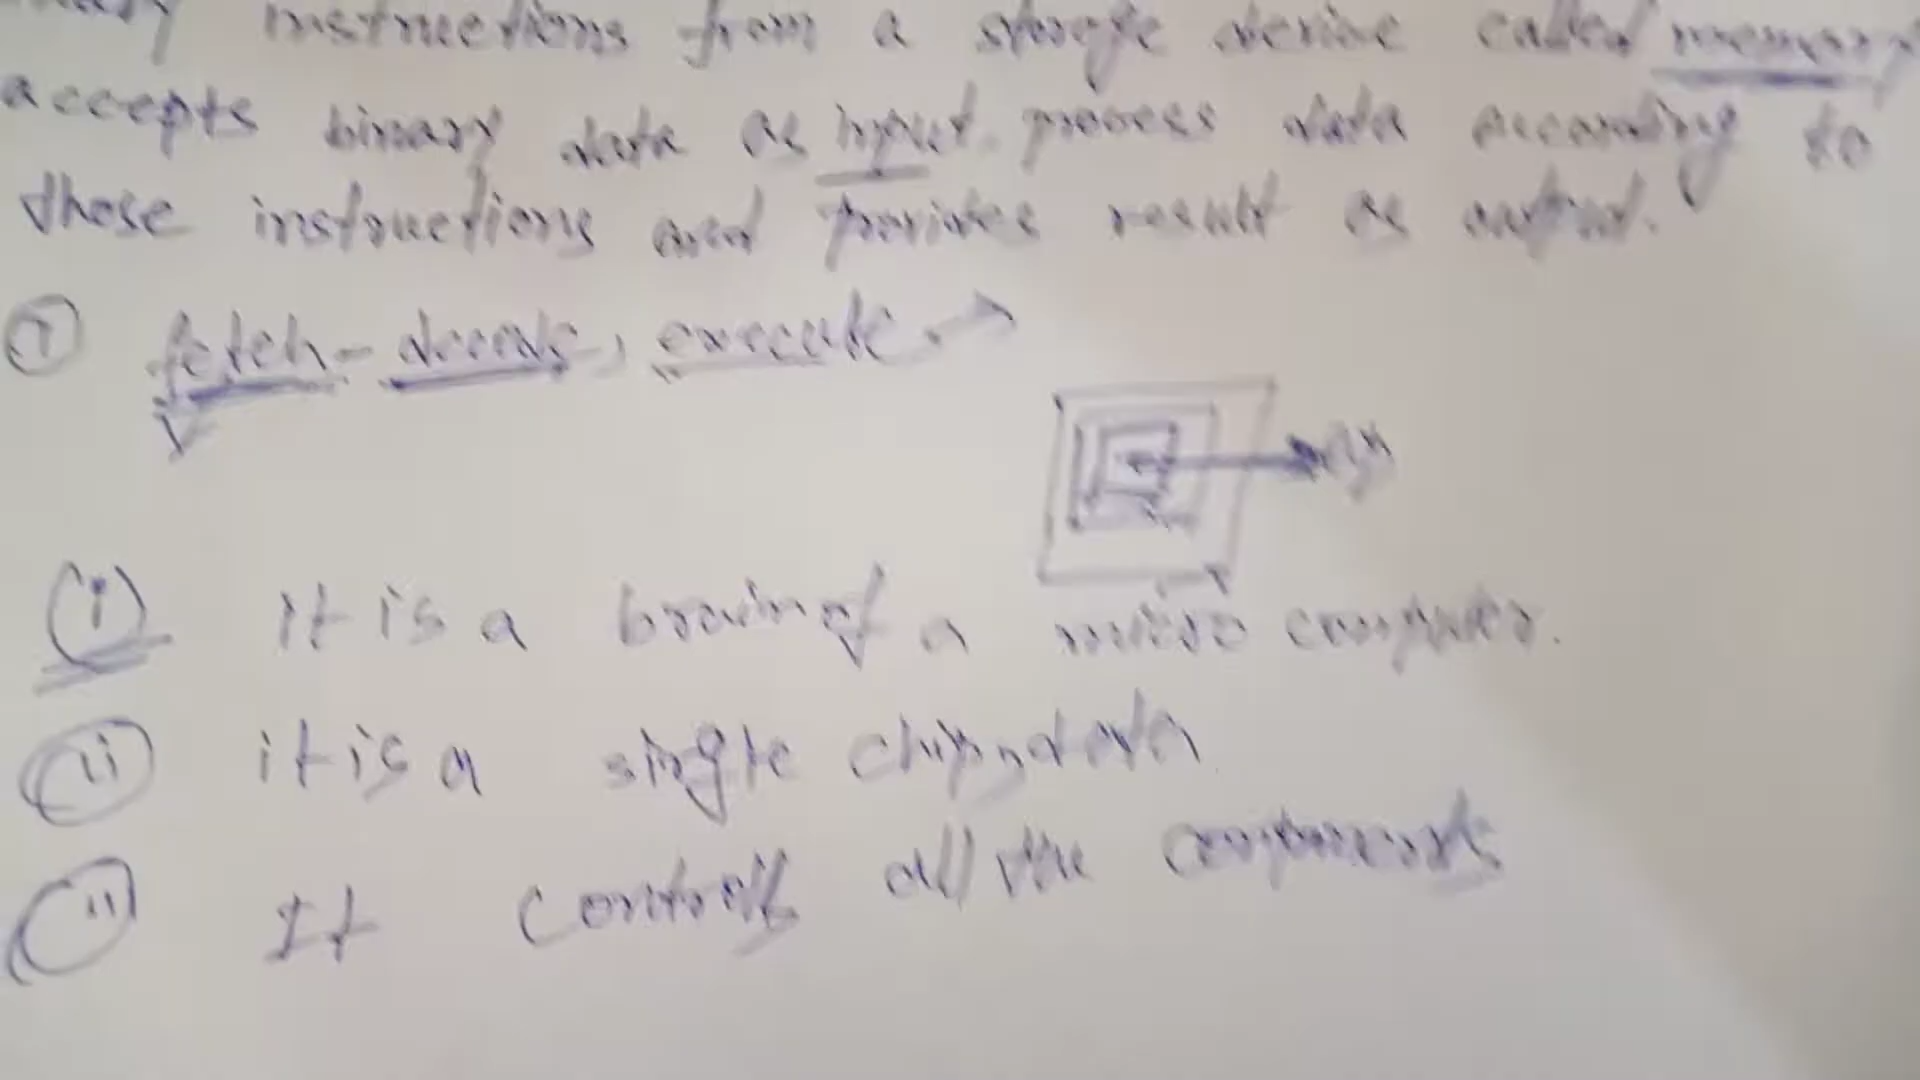 instructions from a storage device called memory
accepts binary data as input. process data according to
these instructions and provides result as output.
fetch - decode, execute. →
(i) it is a brain of a micro computer.
(ii) it is a single chip
(ii) It controlls all the components